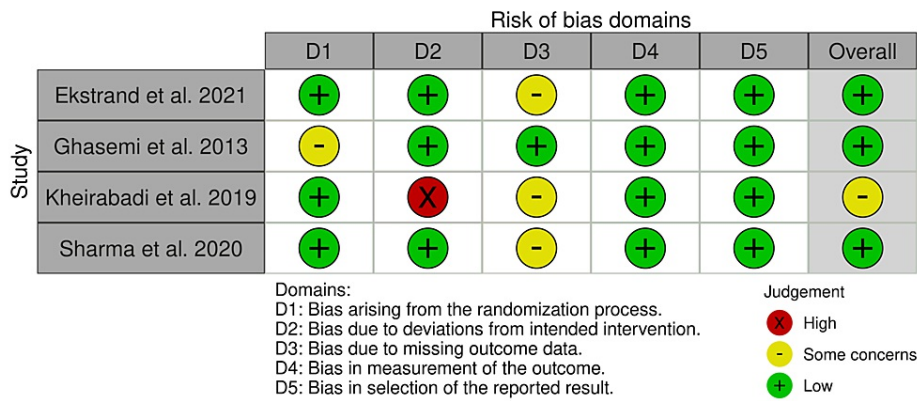 Risk of bias domains
D1 D2 D3 D4 D5 Overall
Study
Ekstrand et al. 2021 + + - + + +
Ghasemi et al. 2013 - + + + + +
Kheirabadi et al. 2019 + X - + + -
Sharma et al. 2020 + + - + + +
Domains:
D1: Bias arising from the randomization process.
D2: Bias due to deviations from intended intervention.
D3: Bias due to missing outcome data.
D4: Bias in measurement of the outcome.
D5: Bias in selection of the reported result.
Judgement
X High
- Some concerns
+ Low